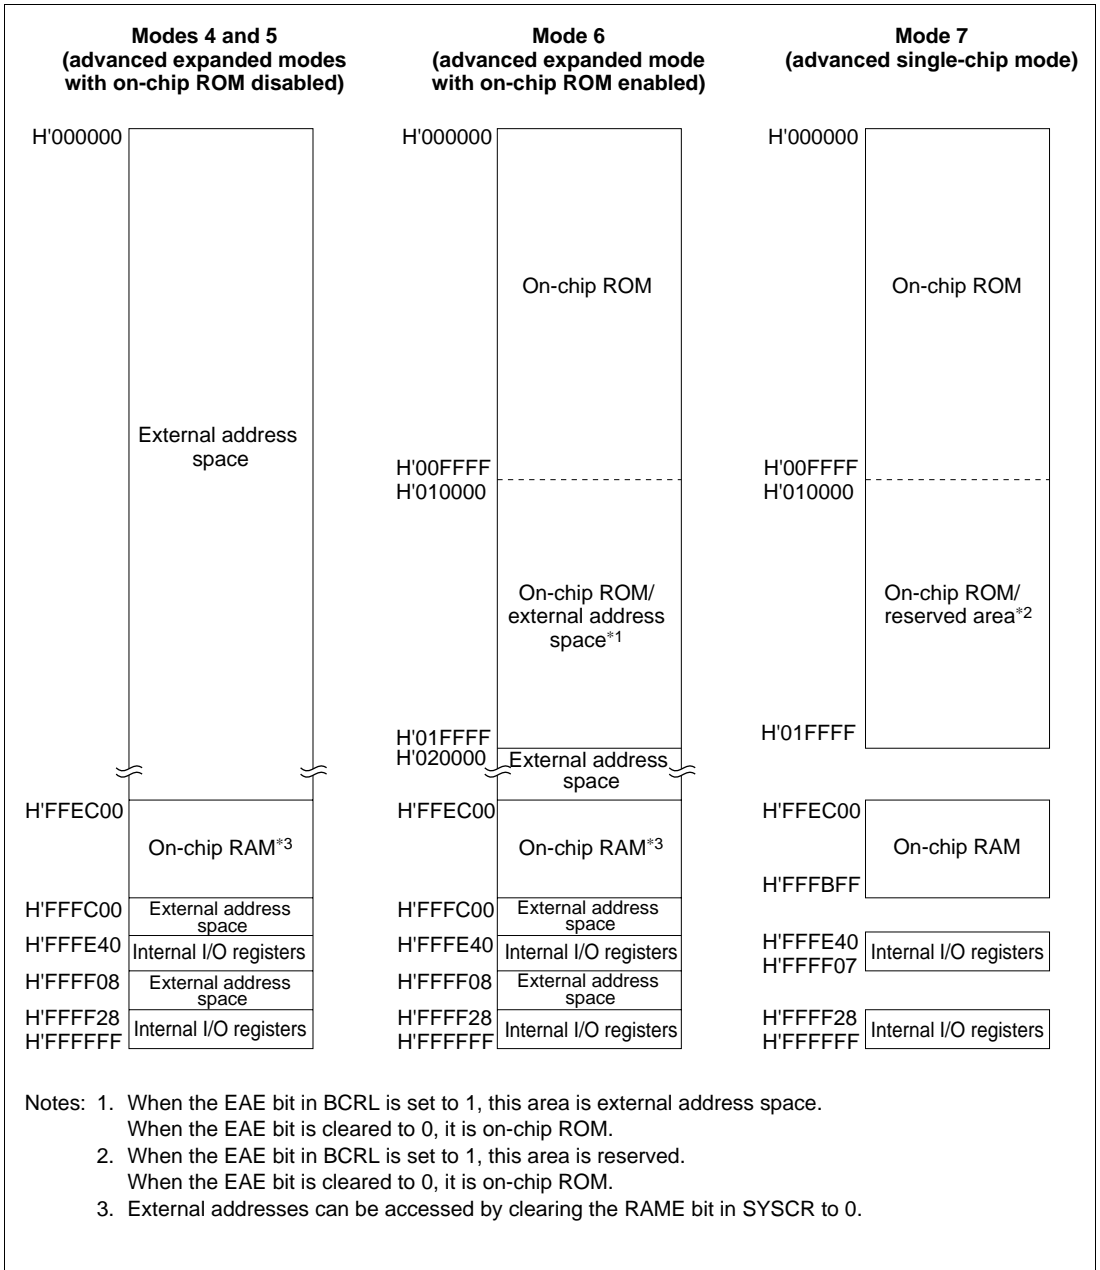 Modes 4 and 5
(advanced expanded modes
with on-chip ROM disabled)
H'000000
External address
space
H'FFEC00
On-chip RAM*3
H'FFFC00
External address
space
H'FFFE40
Internal I/O registers
H'FFFF08
External address
space
H'FFFF28
Internal I/O registers
H'FFFFFF
Mode 6
(advanced expanded mode
with on-chip ROM enabled)
H'000000
On-chip ROM
H'00FFFF
H'010000
On-chip ROM/
external address
space*1
H'01FFFF
H'020000
External address
space
H'FFEC00
On-chip RAM*3
H'FFFC00
External address
space
H'FFFE40
Internal I/O registers
H'FFFF08
External address
space
H'FFFF28
Internal I/O registers
H'FFFFFF
Mode 7
(advanced single-chip mode)
H'000000
On-chip ROM
H'00FFFF
H'010000
On-chip ROM/
reserved area*2
H'01FFFF
H'FFEC00
On-chip RAM
H'FFFBFF
H'FFFE40
Internal I/O registers
H'FFFF07
H'FFFF28
Internal I/O registers
H'FFFFFF
Notes: 1. When the EAE bit in BCRL is set to 1, this area is external address space.
When the EAE bit is cleared to 0, it is on-chip ROM.
2. When the EAE bit in BCRL is set to 1, this area is reserved.
When the EAE bit is cleared to 0, it is on-chip ROM.
3. External addresses can be accessed by clearing the RAME bit in SYSCR to 0.